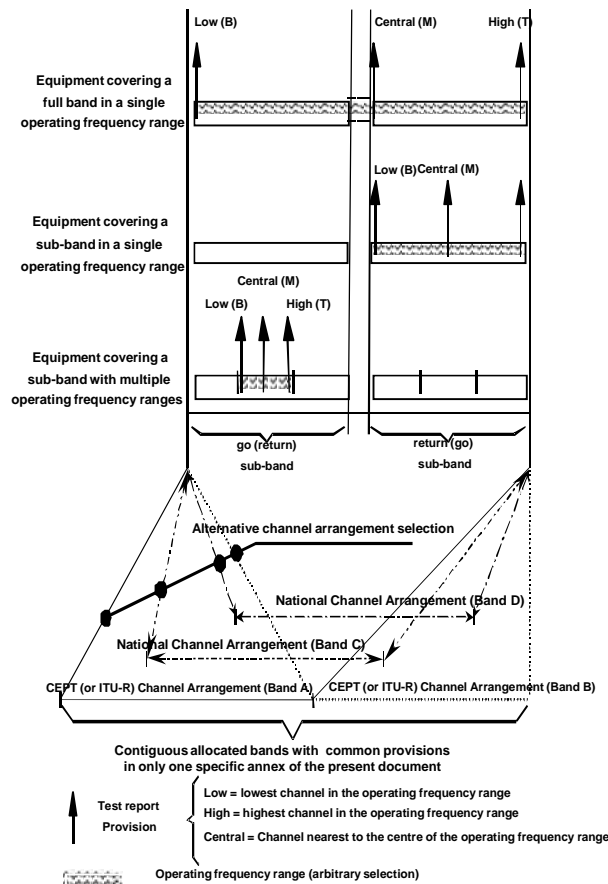 Low (B)
Central (M)
High (T)
Equipment covering a
full band in a single
operating frequency range
Low (B)
Central (M)
Equipment covering a
sub-band in a single
operating frequency range
Central (M)
Low (B)
High (T)
Equipment covering a
sub-band with multiple
operating frequency ranges
go (return)
sub-band
return (go)
sub-band
Alternative channel arrangement selection
National Channel Arrangement (Band D)
National Channel Arrangement (Band C)
CEPT (or ITU-R) Channel Arrangement (Band A)
CEPT (or ITU-R) Channel Arrangement (Band B)
Contiguous allocated bands with common provisions
in only one specific annex of the present document
Test report
Provision
Low = lowest channel in the operating frequency range
High = highest channel in the operating frequency range
Central = Channel nearest to the centre of the operating frequency range
Operating frequency range (arbitrary selection)